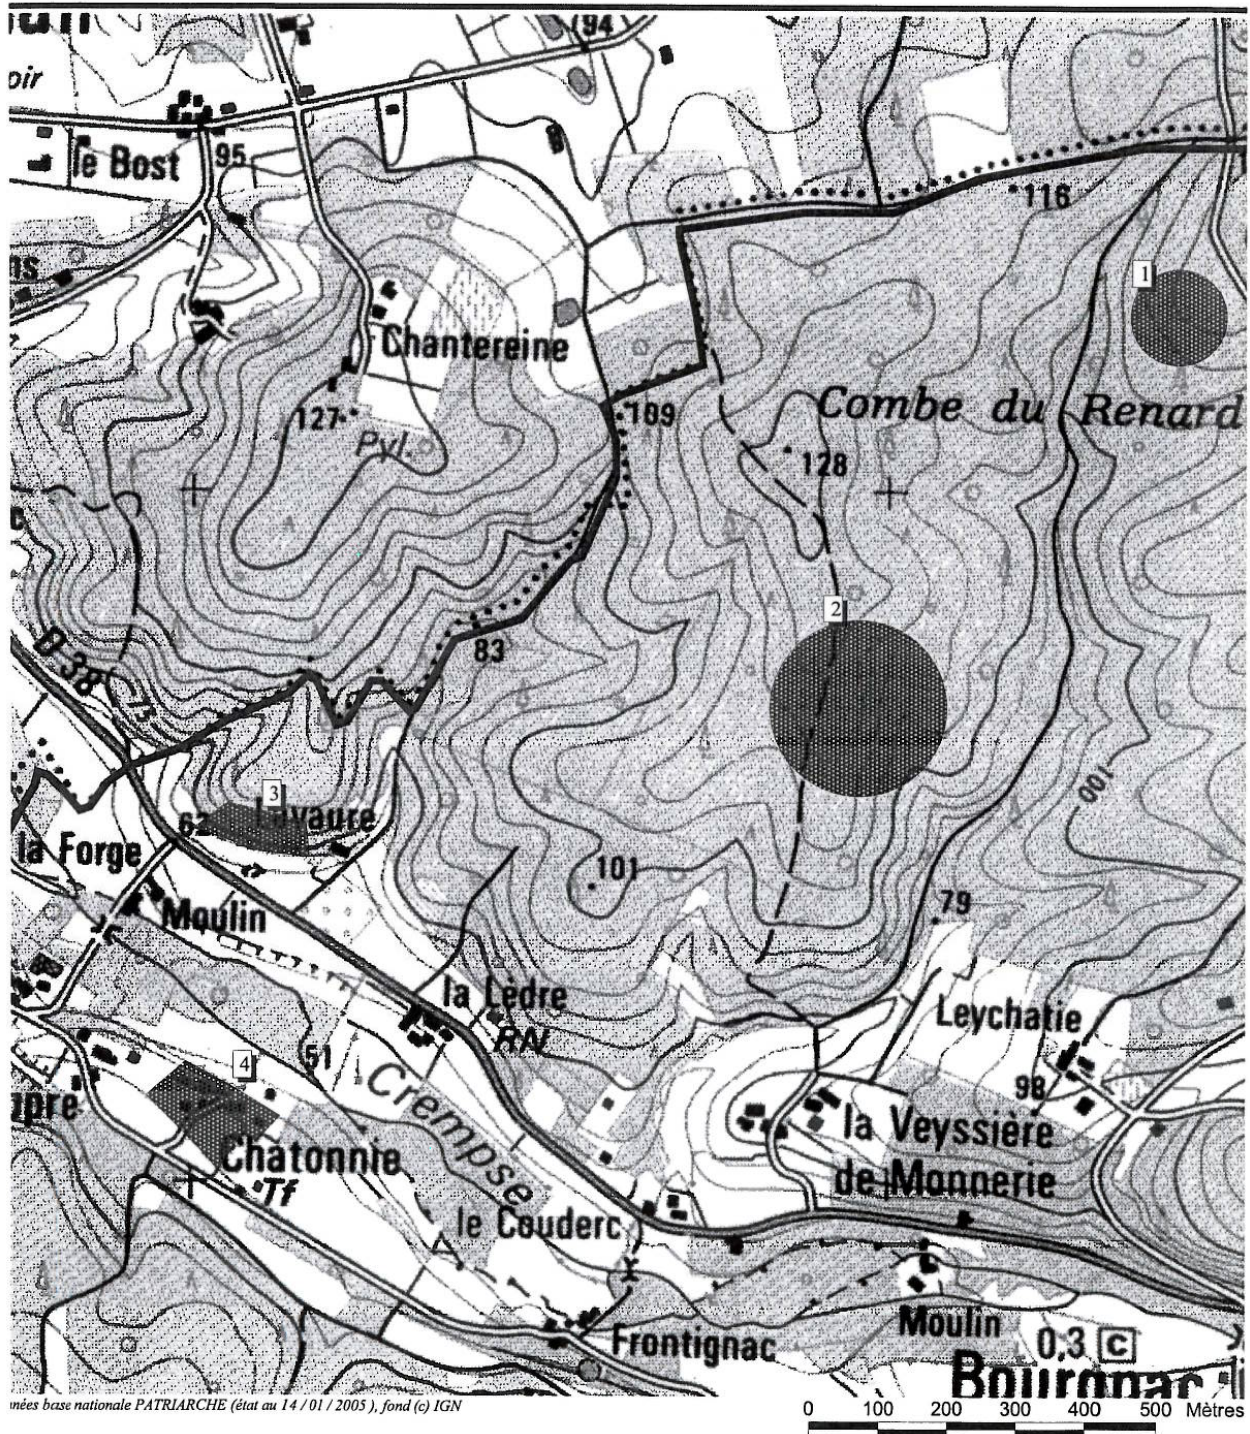 94
le Bost
95
116
1
Chantereine
109
Combe du Renard
127
Pyl.
128
2
D 38
83
75
3
62
Lavaure
100
la Forge
101
79
Moulin
la Lèdre
RN
Leychatie
51
4
Crempse
98
Chatonnie
la Veyssière
de Monnerie
Tf
le Couderc
Moulin
Frontignac
0,3 C
Bourgnac
nées base nationale PATRIARCHE (état au 14 / 01 / 2005 ), fond (c) IGN
0 100 200 300 400 500 Mètres